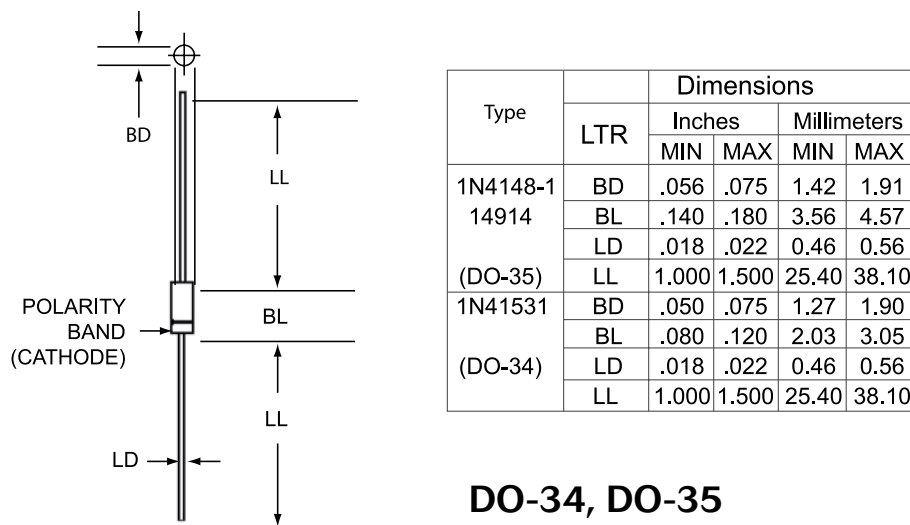 BD
LL
POLARITY
BAND
(CATHODE)
BL
LL
LD
Type LTR Dimensions
Inches Millimeters
MIN MAX MIN MAX
1N4148-1 BD .056 .075 1.42 1.91
14914 BL .140 .180 3.56 4.57
LD .018 .022 0.46 0.56
(DO-35) LL 1.000 1.500 25.40 38.10
1N41531 BD .050 .075 1.27 1.90
BL .080 .120 2.03 3.05
(DO-34) LD .018 .022 0.46 0.56
LL 1.000 1.500 25.40 38.10
DO-34, DO-35